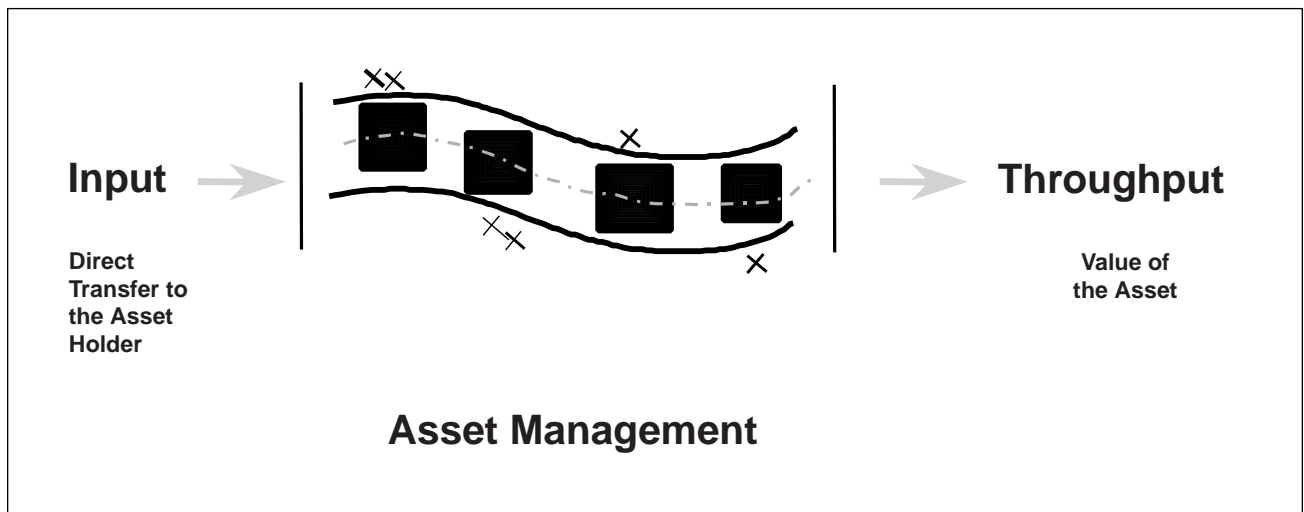 Input
Throughput
Direct
Transfer to
the Asset
Holder
Value of
the Asset
Asset Management